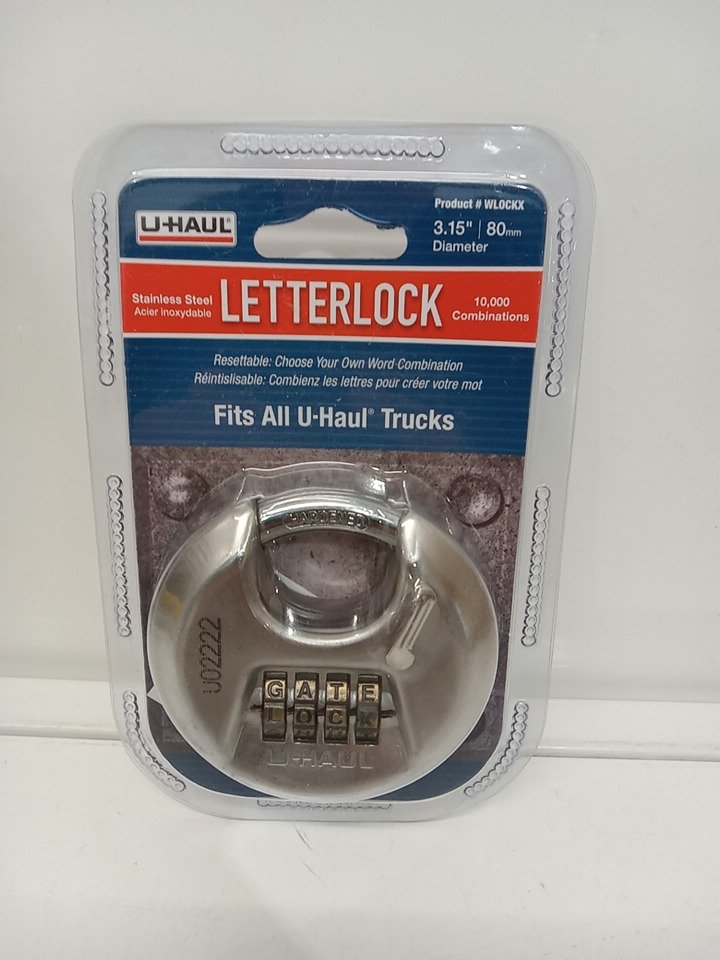 U-HAUL®
Product # WLOCKX
3.15" | 80mm
Diameter
Stainless Steel
Acier inoxydable
LETTERLOCK
10,000
Combinations
Resettable: Choose Your Own Word Combination
Réintislisable: Combienz les lettres pour créer votre mot
Fits All U-Haul® Trucks
HARDENED
U02222
GATE
LOCK
U-HAUL